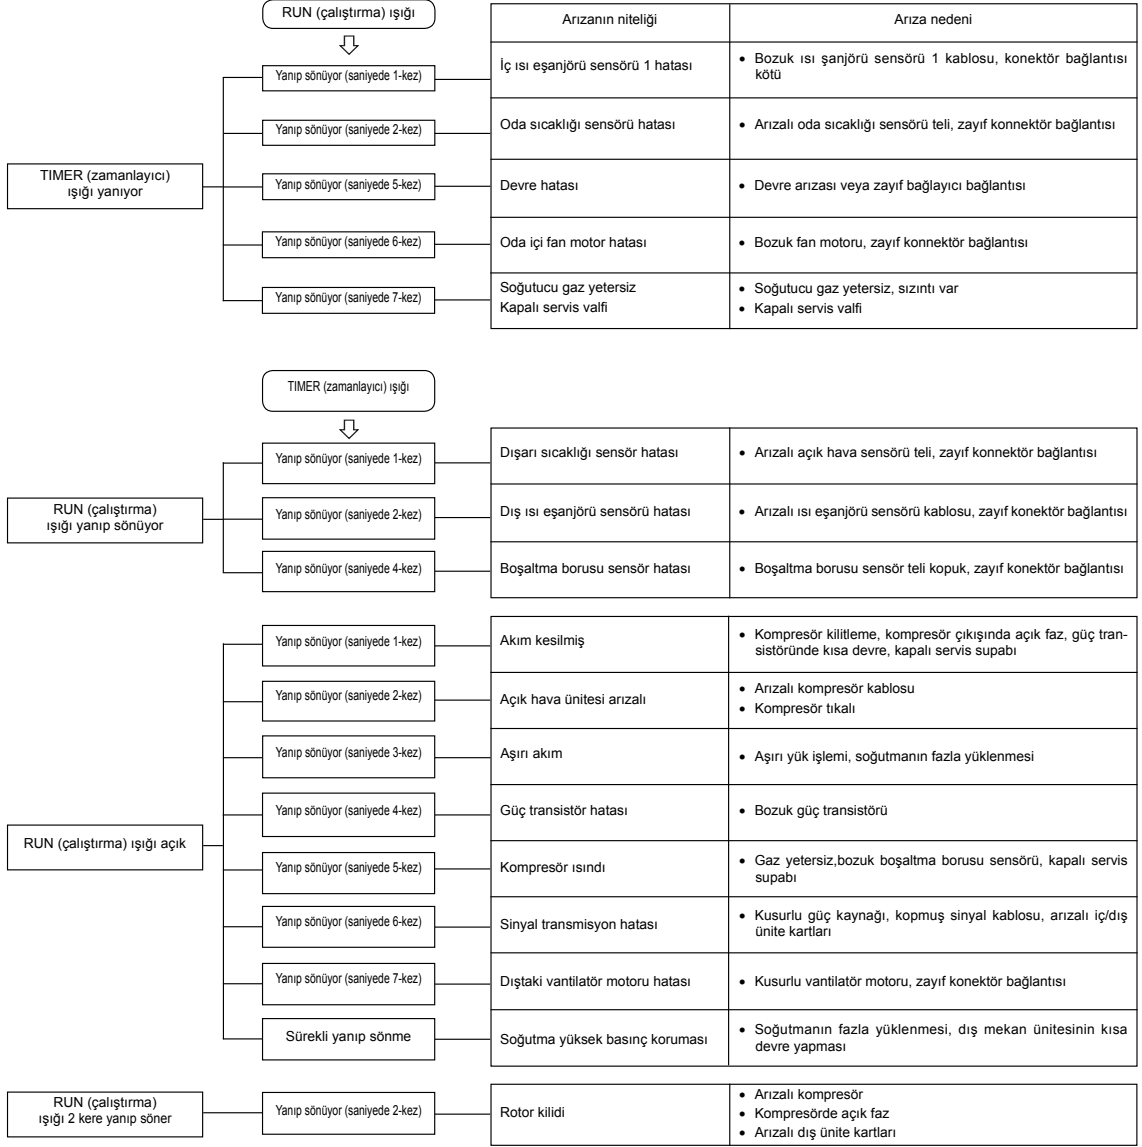 RUN (çalıştırma) ışığı
Arızanın niteliği
Arıza nedeni
TIMER (zamanlayıcı)
ışığı yanıyor
Yanıp sönüyor (saniyede 1-kez)
İç ısı eşanjörü sensörü 1 hatası
• Bozuk ısı şanjörü sensörü 1 kablosu, konektör bağlantısı
kötü
Yanıp sönüyor (saniyede 2-kez)
Oda sıcaklığı sensörü hatası
• Arızalı oda sıcaklığı sensörü teli, zayıf konnektör bağlantısı
Yanıp sönüyor (saniyede 5-kez)
Devre hatası
• Devre arızası veya zayıf bağlayıcı bağlantısı
Yanıp sönüyor (saniyede 6-kez)
Oda içi fan motor hatası
• Bozuk fan motoru, zayıf konnektör bağlantısı
Yanıp sönüyor (saniyede 7-kez)
Soğutucu gaz yetersiz
Kapalı servis valfi
• Soğutucu gaz yetersiz, sızıntı var
• Kapalı servis valfi
TIMER (zamanlayıcı) ışığı
RUN (çalıştırma)
ışığı yanıp sönüyor
Yanıp sönüyor (saniyede 1-kez)
Dışarı sıcaklığı sensör hatası
• Arızalı açık hava sensörü teli, zayıf konnektör bağlantısı
Yanıp sönüyor (saniyede 2-kez)
Dış ısı eşanjörü sensörü hatası
• Arızalı ısı eşanjörü sensörü kablosu, zayıf konektör bağlantısı
Yanıp sönüyor (saniyede 4-kez)
Boşaltma borusu sensör hatası
• Boşaltma borusu sensör teli kopuk, zayıf konektör bağlantısı
RUN (çalıştırma) ışığı açık
Yanıp sönüyor (saniyede 1-kez)
Akım kesilmiş
• Kompresör kilitleme, kompresör çıkışında açık faz, güç tran-
sistöründe kısa devre, kapalı servis supabı
Yanıp sönüyor (saniyede 2-kez)
Açık hava ünitesi arızalı
• Arızalı kompresör kablosu
• Kompresör tıkalı
Yanıp sönüyor (saniyede 3-kez)
Aşırı akım
• Aşırı yük işlemi, soğutmanın fazla yüklenmesi
Yanıp sönüyor (saniyede 4-kez)
Güç transistör hatası
• Bozuk güç transistörü
Yanıp sönüyor (saniyede 5-kez)
Kompresör ısındı
• Gaz yetersiz,bozuk boşaltma borusu sensörü, kapalı servis
supabı
Yanıp sönüyor (saniyede 6-kez)
Sinyal transmisyon hatası
• Kusurlu güç kaynağı, kopmuş sinyal kablosu, arızalı iç/dış
ünite kartları
Yanıp sönüyor (saniyede 7-kez)
Dıştaki vantilatör motoru hatası
• Kusurlu vantilatör motoru, zayıf konektör bağlantısı
Sürekli yanıp sönme
Soğutma yüksek basınç koruması
• Soğutmanın fazla yüklenmesi, dış mekan ünitesinin kısa
devre yapması
RUN (çalıştırma)
ışığı 2 kere yanıp söner
Yanıp sönüyor (saniyede 2-kez)
Rotor kilidi
• Arızalı kompresör
• Kompresörde açık faz
• Arızalı dış ünite kartları